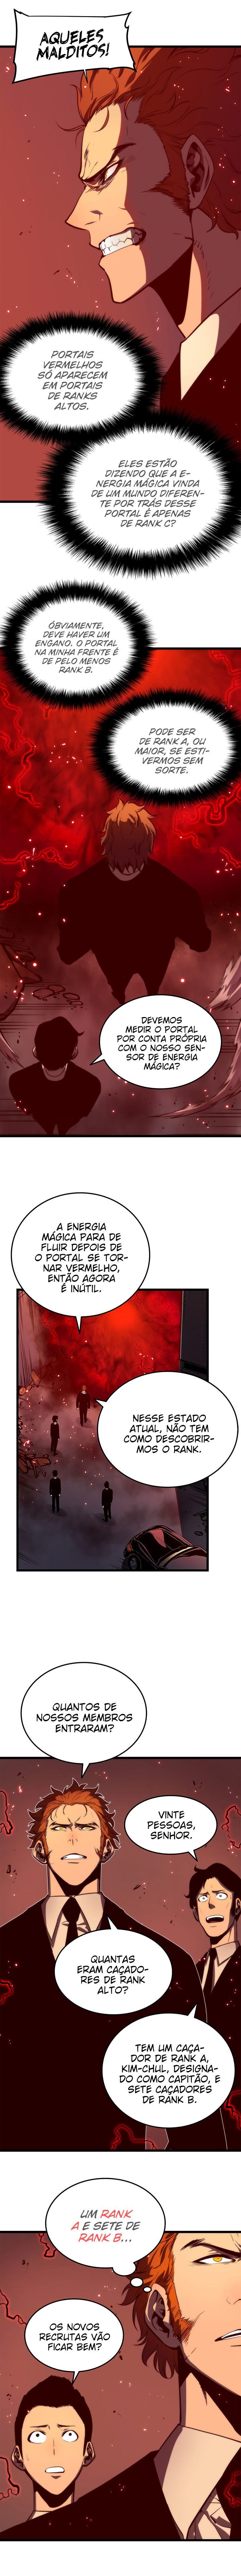 AQUELES
MALDITOS!
PORTAIS
VERMELHOS
SÓ APARECEM
EM PORTAIS
DE RANKS
ALTOS.
ELES ESTÃO
DIZENDO QUE A E-
NERGIA MÁGICA VINDA
DE UM MUNDO DIFEREN-
TE POR TRÁS DESSE
PORTAL É APENAS
DE RANK C?
ÓBVIAMENTE,
DEVE HAVER UM
ENGANO. O PORTAL
NA MINHA FRENTE É
DE PELO MENOS
RANK B.
PODE SER
DE RANK A, OU
MAIOR, SE ESTI-
VERMOS SEM
SORTE.
DEVEMOS
MEDIR O PORTAL
POR CONTA PRÓPRIA
COM O NOSSO SEN-
SOR DE ENERGIA
MÁGICA?
A ENERGIA
MÁGICA PARA DE
FLUIR DEPOIS DE
O PORTAL SE TOR-
NAR VERMELHO,
ENTÃO AGORA
É INÚTIL.
NESSE ESTADO
ATUAL, NÃO TEM
COMO DESCOBRIR-
MOS O RANK.
QUANTOS DE
NOSSOS MEMBROS
ENTRARAM?
VINTE
PESSOAS,
SENHOR.
QUANTAS
ERAM CAÇADO-
RES DE RANK
ALTO?
TEM UM CAÇA-
DOR DE RANK A,
KIM-CHUL, DESIGNA-
DO COMO CAPITÃO, E
SETE CAÇADORES
DE RANK B.
UM RANK
A E SETE DE
RANK B...
OS NOVOS
RECRUTAS VÃO
FICAR BEM?